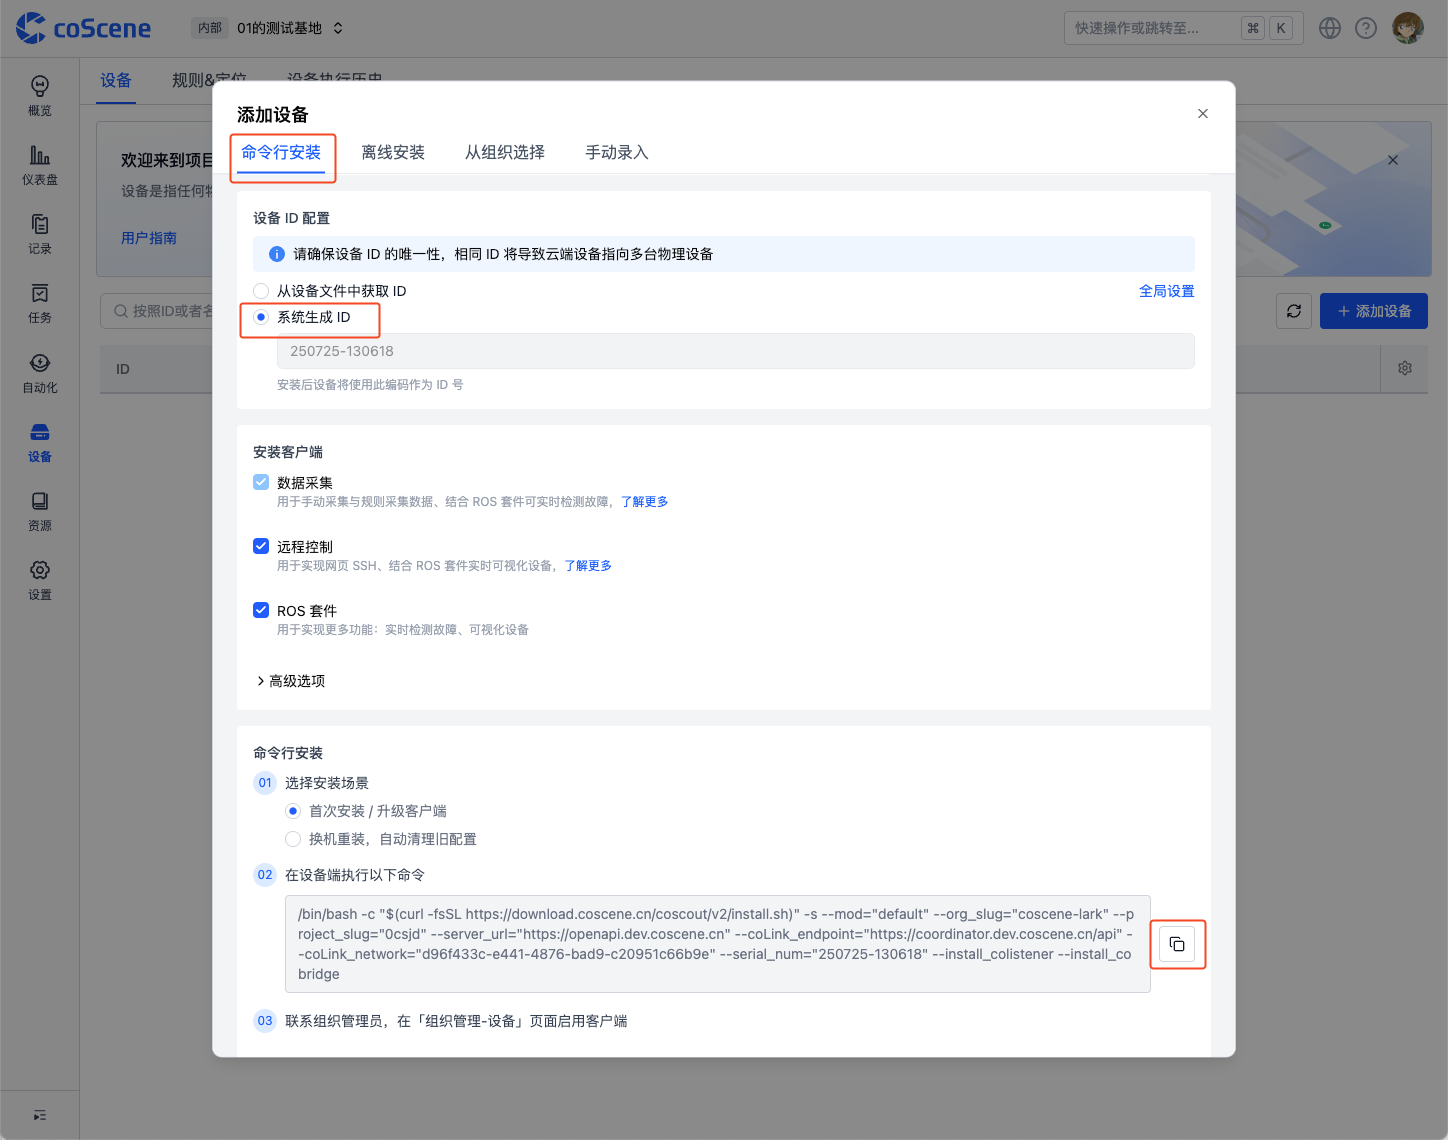 coScene
内部 01的测试基地
快速操作或跳转至...
⌘ K
概览
仪表盘
记录
任务
自动化
设备
资源
设置
设备 规则&定位 设备执行历史
欢迎来到项目
设备是指任何
用户指南
按照ID或者名
添加设备
ID
添加设备
命令行安装 离线安装 从组织选择 手动录入
设备 ID 配置
请确保设备 ID 的唯一性，相同 ID 将导致云端设备指向多台物理设备
从设备文件中获取 ID
全局设置
系统生成 ID
250725-130618
安装后设备将使用此编码作为 ID 号
安装客户端
数据采集
用于手动采集与规则采集数据、结合 ROS 套件可实时检测故障，了解更多
远程控制
用于实现网页 SSH、结合 ROS 套件实时可视化设备，了解更多
ROS 套件
用于实现更多功能：实时检测故障、可视化设备
高级选项
命令行安装
01 选择安装场景
首次安装 / 升级客户端
换机重装，自动清理旧配置
02 在设备端执行以下命令
/bin/bash -c "$(curl -fsSL https://download.coscene.cn/coscout/v2/install.sh)" -s --mod="default" --org_slug="coscene-lark" --p
roject_slug="0csjd" --server_url="https://openapi.dev.coscene.cn" --coLink_endpoint="https://coordinator.dev.coscene.cn/api" -
-coLink_network="d96f433c-e441-4876-bad9-c20951c66b9e" --serial_num="250725-130618" --install_colistener --install_co
bridge
03 联系组织管理员，在「组织管理-设备」页面启用客户端